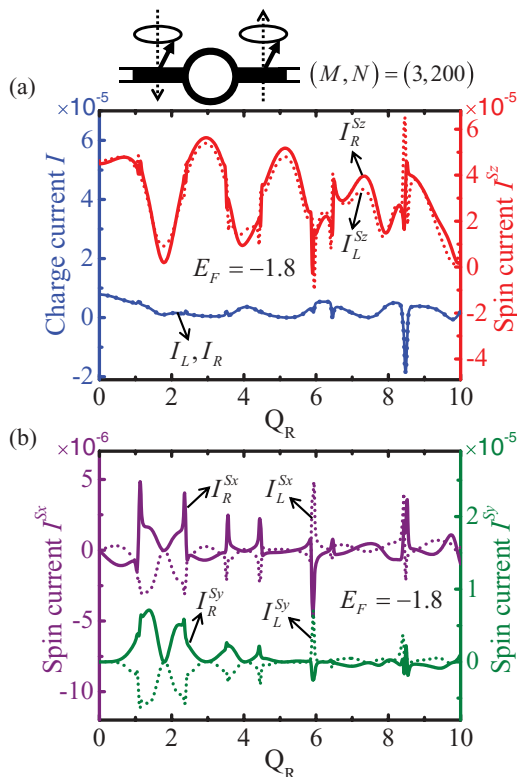 (M, N) = (3,200)
(a)
×10⁻⁵
×10⁻⁵
Charge current I
6
4
2
0
-2
Spin current I^{Sz}
6
4
2
0
-2
-4
I_R^{Sz}
I_L^{Sz}
E_F = −1.8
I_L, I_R
0 2 4 6 8 10
Q_R
(b)
×10⁻⁶
×10⁻⁵
Spin current I^{Sx}
5
0
-5
-10
Spin current I^{Sy}
2
1
0
I_R^{Sx}
I_L^{Sx}
I_R^{Sy}
I_L^{Sy}
E_F = −1.8
0 2 4 6 8 10
Q_R